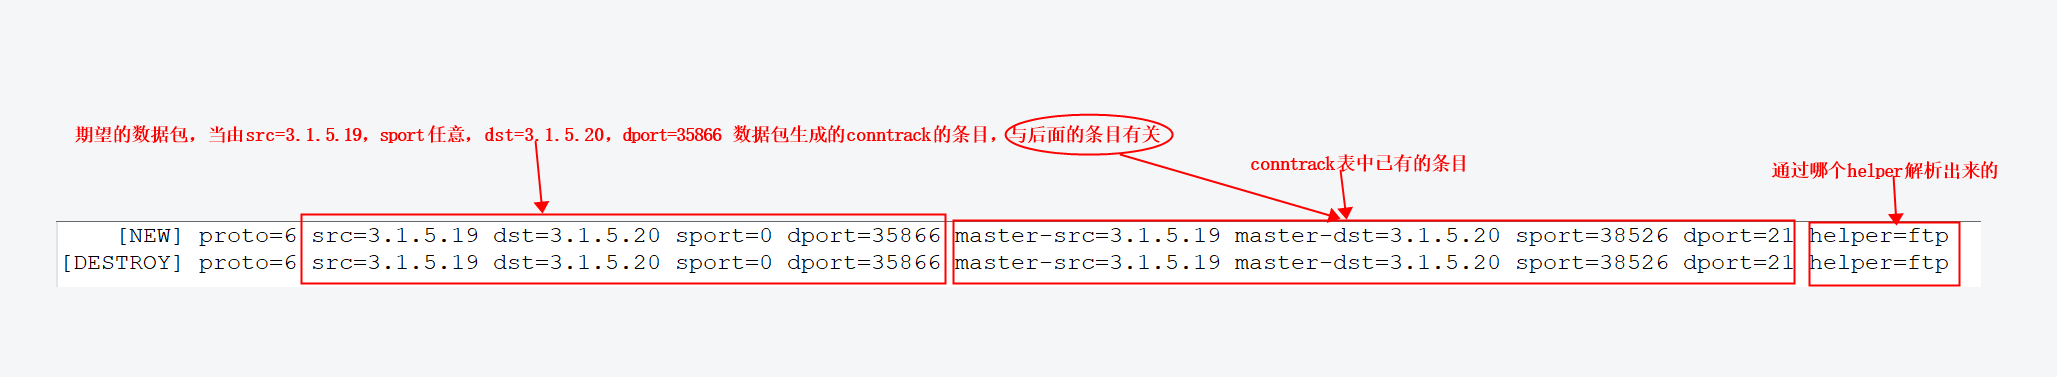 期望的数据包，当由src=3.1.5.19，sport任意，dst=3.1.5.20，dport=35866 数据包生成的conntrack的条目，与后面的条目有关
conntrack表中已有的条目
通过哪个helper解析出来的
[NEW] proto=6 src=3.1.5.19 dst=3.1.5.20 sport=0 dport=35866 master-src=3.1.5.19 master-dst=3.1.5.20 sport=38526 dport=21 helper=ftp
[DESTROY] proto=6 src=3.1.5.19 dst=3.1.5.20 sport=0 dport=35866 master-src=3.1.5.19 master-dst=3.1.5.20 sport=38526 dport=21 helper=ftp